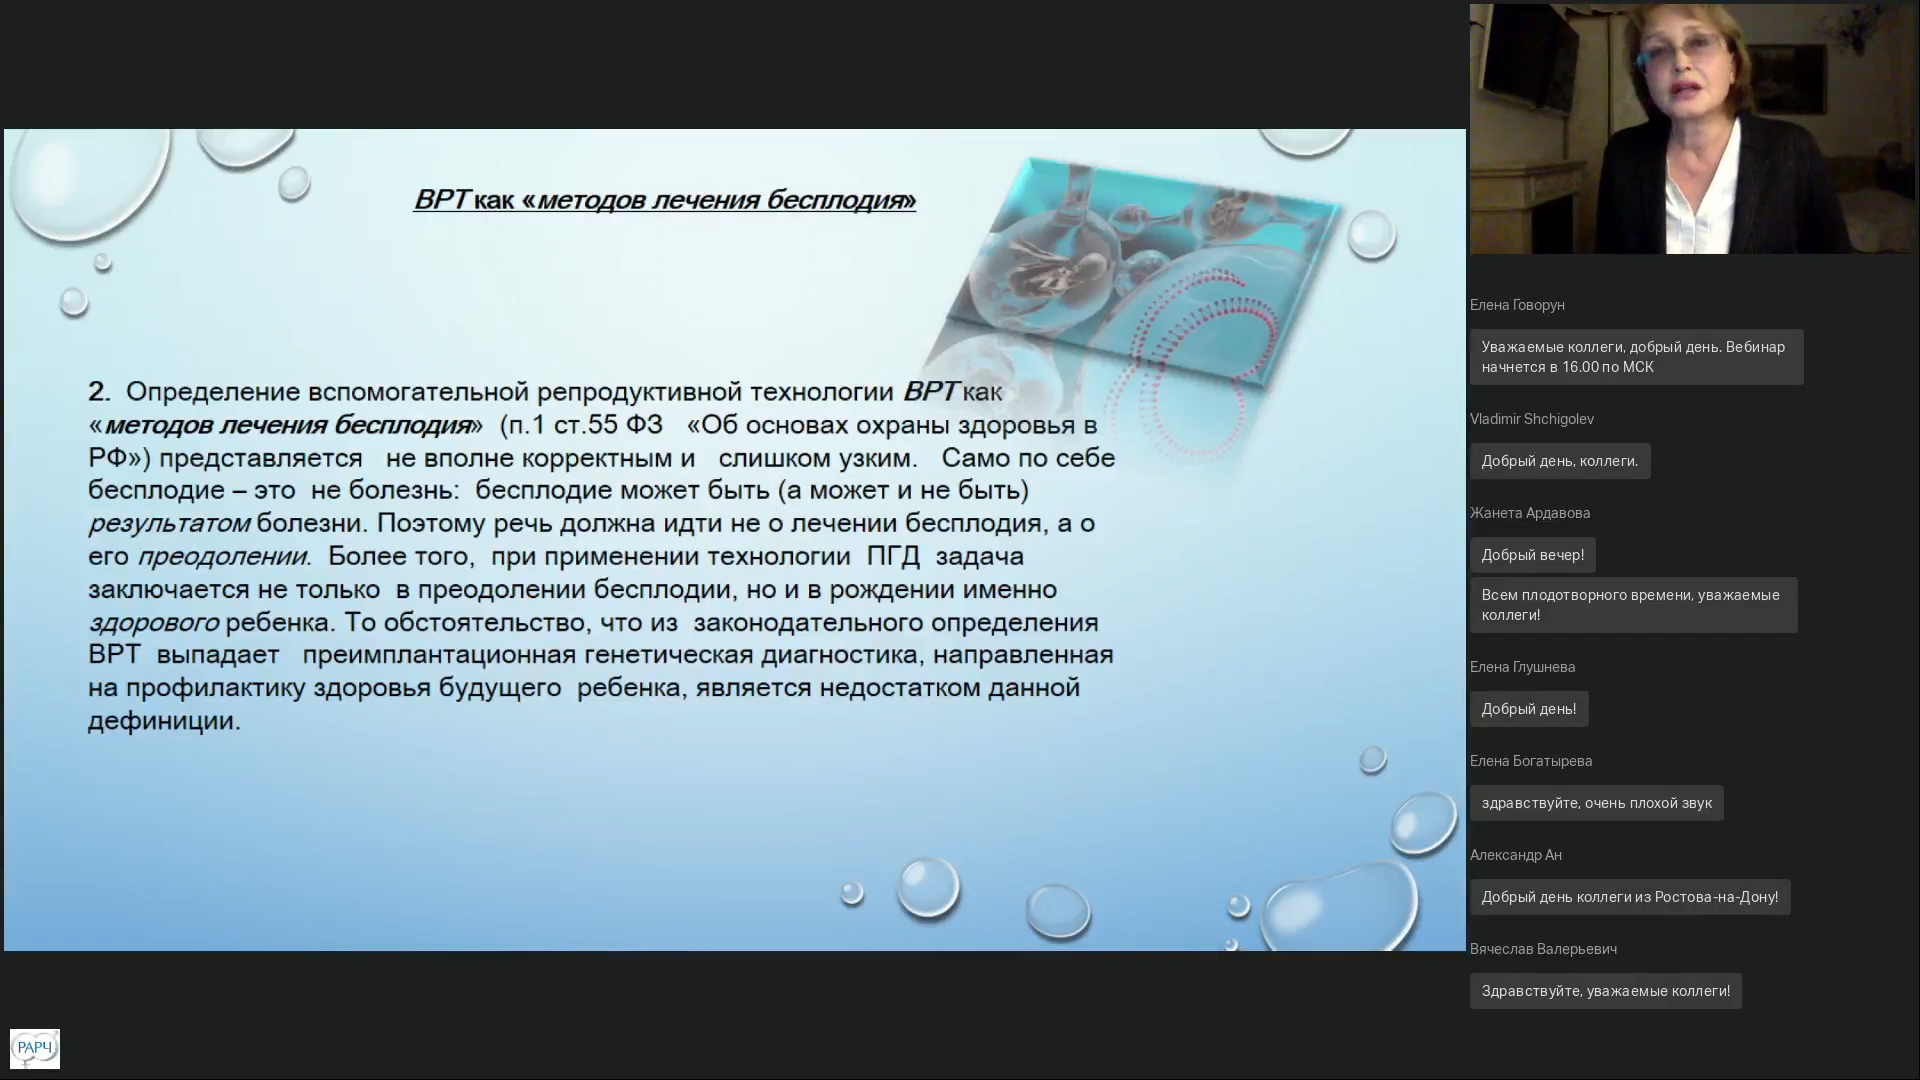 ВРТ как «методов лечения бесплодия»
2. Определение вспомогательной репродуктивной технологии ВРТ как
«методов лечения бесплодия» (п.1 ст.55 ФЗ «Об основах охраны здоровья в
РФ») представляется не вполне корректным и слишком узким. Само по себе
бесплодие – это не болезнь: бесплодие может быть (а может и не быть)
результатом болезни. Поэтому речь должна идти не о лечении бесплодия, а о
его преодолении. Более того, при применении технологии ПГД задача
заключается не только в преодолении бесплодии, но и в рождении именно
здорового ребенка. То обстоятельство, что из законодательного определения
ВРТ выпадает преимплантационная генетическая диагностика, направленная
на профилактику здоровья будущего ребенка, является недостатком данной
дефиниции.
Елена Говорун
Уважаемые коллеги, добрый день. Вебинар
начнется в 16.00 по МСК
Vladimir Shchigolev
Добрый день, коллеги.
Жанета Ардавова
Добрый вечер!
Всем плодотворного времени, уважаемые
коллеги!
Елена Глушнева
Добрый день!
Елена Богатырева
здравствуйте, очень плохой звук
Александр Ан
Добрый день коллеги из Ростова-на-Дону!
Вячеслав Валерьевич
Здравствуйте, уважаемые коллеги!
РАРЧ